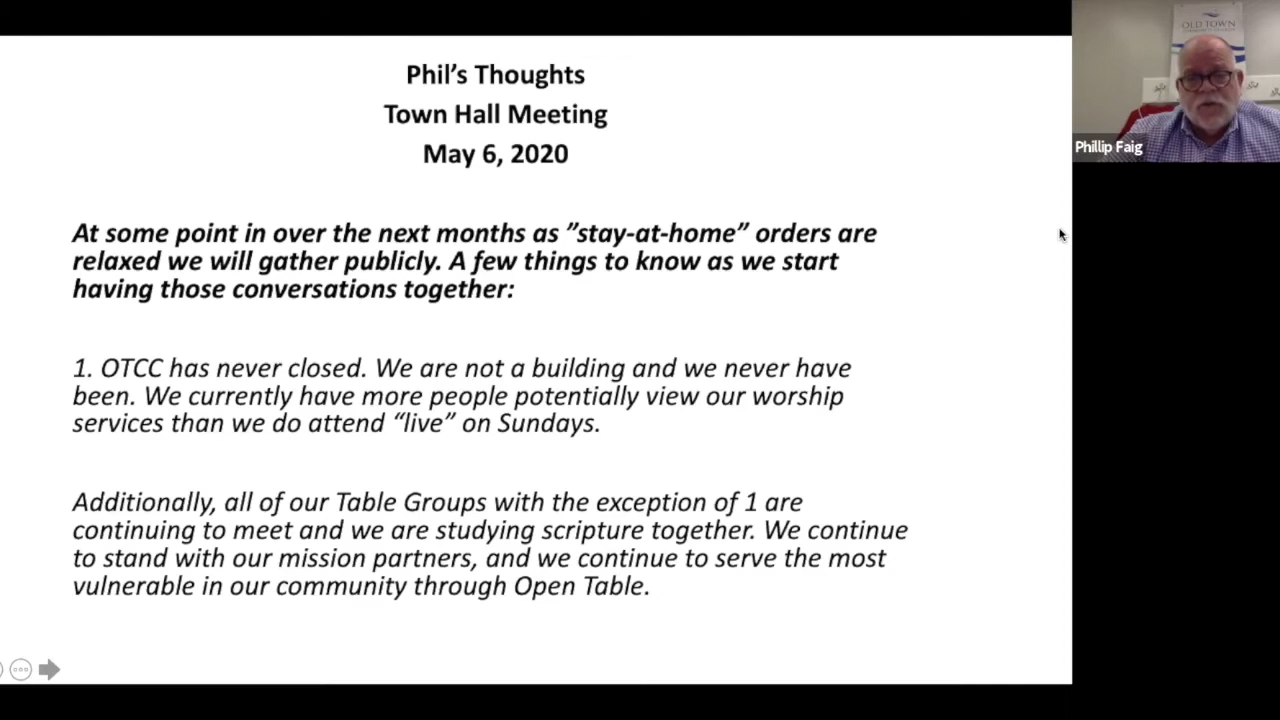 Phil’s Thoughts
Town Hall Meeting
May 6, 2020
At some point in over the next months as ”stay-at-home” orders are
relaxed we will gather publicly. A few things to know as we start
having those conversations together:
1. OTCC has never closed. We are not a building and we never have
been. We currently have more people potentially view our worship
services than we do attend “live” on Sundays.
Additionally, all of our Table Groups with the exception of 1 are
continuing to meet and we are studying scripture together. We continue
to stand with our mission partners, and we continue to serve the most
vulnerable in our community through Open Table.
OLD TOWN
Phillip Faig